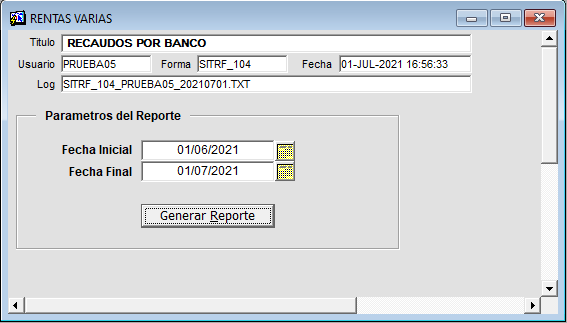 RENTAS VARIAS
Titulo RECAUDOS POR BANCO
Usuario PRUEBA05 Forma SITRF_104 Fecha 01-JUL-2021 16:56:33
Log SITRF_104_PRUEBA05_20210701.TXT
Parametros del Reporte
Fecha Inicial 01/06/2021
Fecha Final 01/07/2021
Generar Reporte